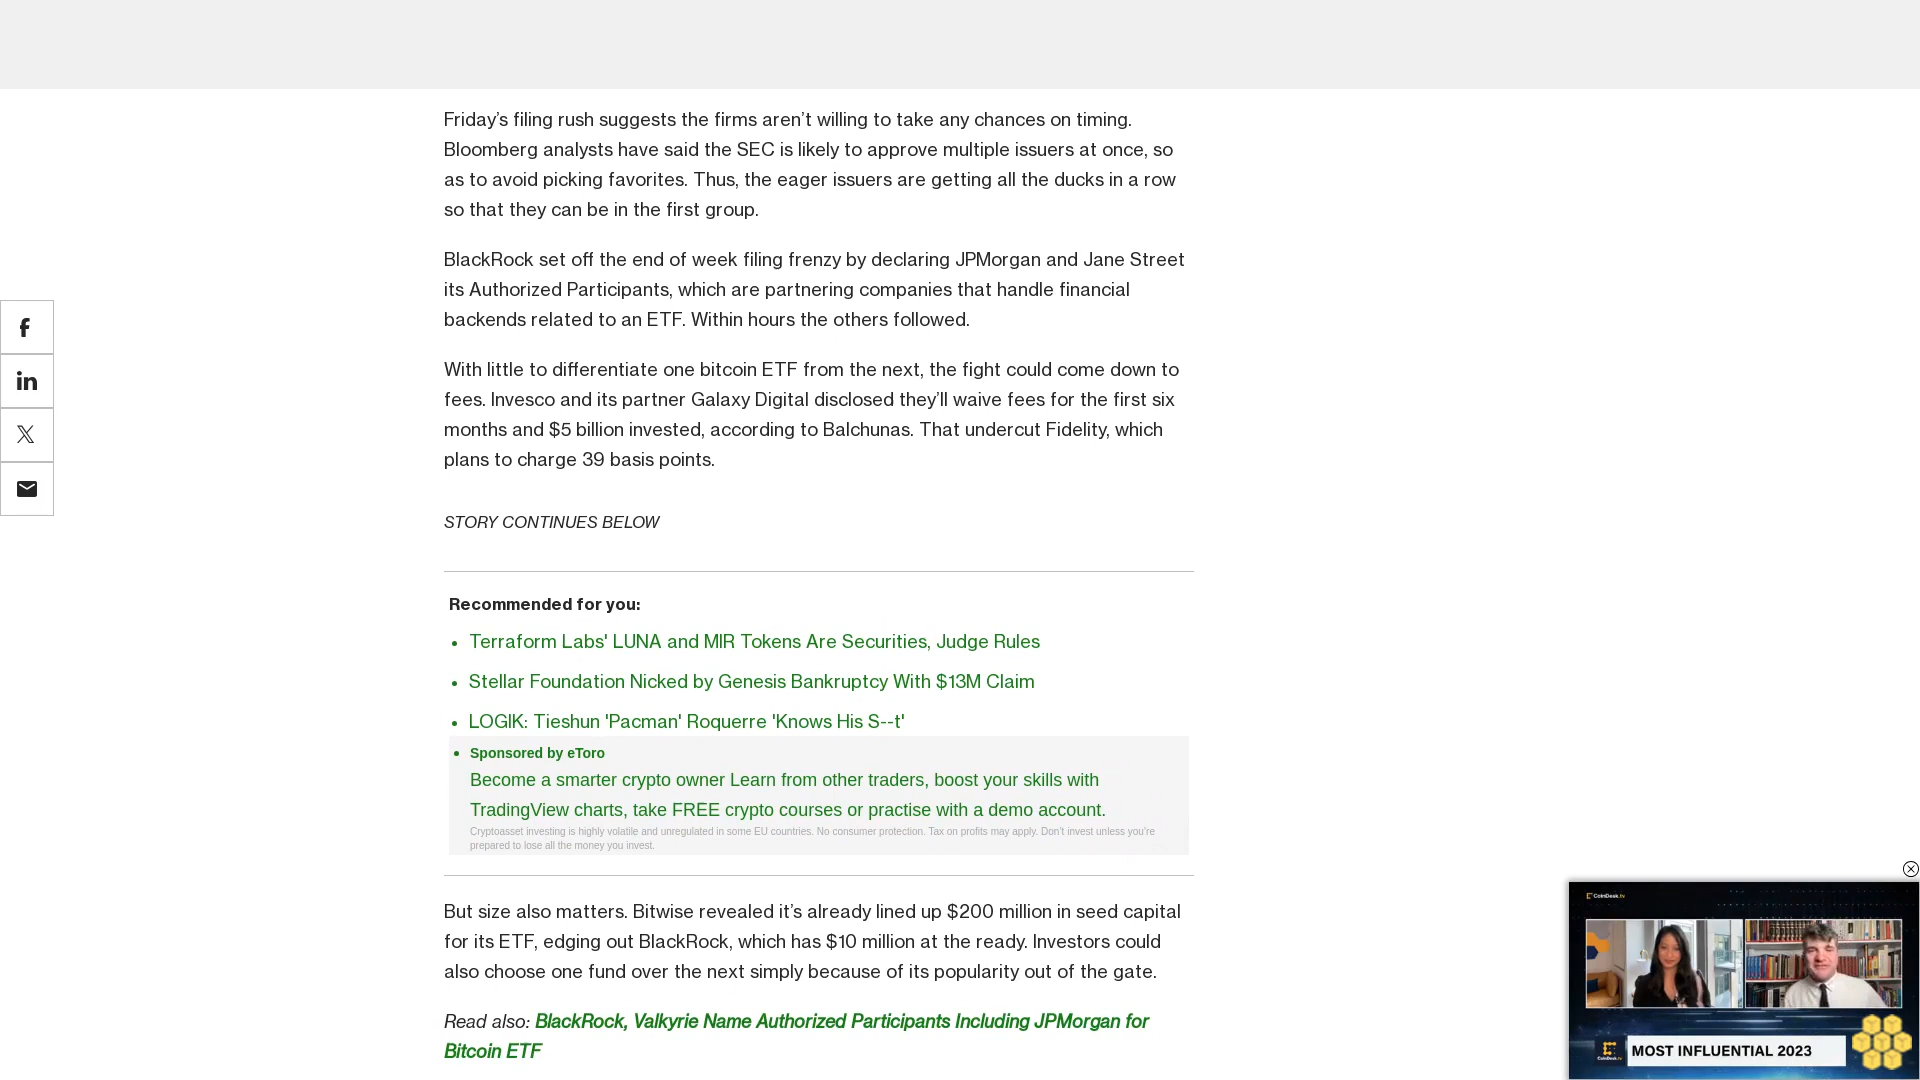 Friday’s filing rush suggests the firms aren’t willing to take any chances on timing.
Bloomberg analysts have said the SEC is likely to approve multiple issuers at once, so
as to avoid picking favorites. Thus, the eager issuers are getting all the ducks in a row
so that they can be in the first group.
BlackRock set off the end of week filing frenzy by declaring JPMorgan and Jane Street
its Authorized Participants, which are partnering companies that handle financial
backends related to an ETF. Within hours the others followed.
With little to differentiate one bitcoin ETF from the next, the fight could come down to
fees. Invesco and its partner Galaxy Digital disclosed they’ll waive fees for the first six
months and $5 billion invested, according to Balchunas. That undercut Fidelity, which
plans to charge 39 basis points.
STORY CONTINUES BELOW
Recommended for you:
• Terraform Labs' LUNA and MIR Tokens Are Securities, Judge Rules
• Stellar Foundation Nicked by Genesis Bankruptcy With $13M Claim
• LOGIK: Tieshun 'Pacman' Roquerre 'Knows His S--t'
• Sponsored by eToro
Become a smarter crypto owner Learn from other traders, boost your skills with
TradingView charts, take FREE crypto courses or practise with a demo account.
Cryptoasset investing is highly volatile and unregulated in some EU countries. No consumer protection. Tax on profits may apply. Don’t invest unless you’re
prepared to lose all the money you invest.
But size also matters. Bitwise revealed it’s already lined up $200 million in seed capital
for its ETF, edging out BlackRock, which has $10 million at the ready. Investors could
also choose one fund over the next simply because of its popularity out of the gate.
Read also: BlackRock, Valkyrie Name Authorized Participants Including JPMorgan for
Bitcoin ETF
CoinDesk.tv
CoinDesk.tv
MOST INFLUENTIAL 2023